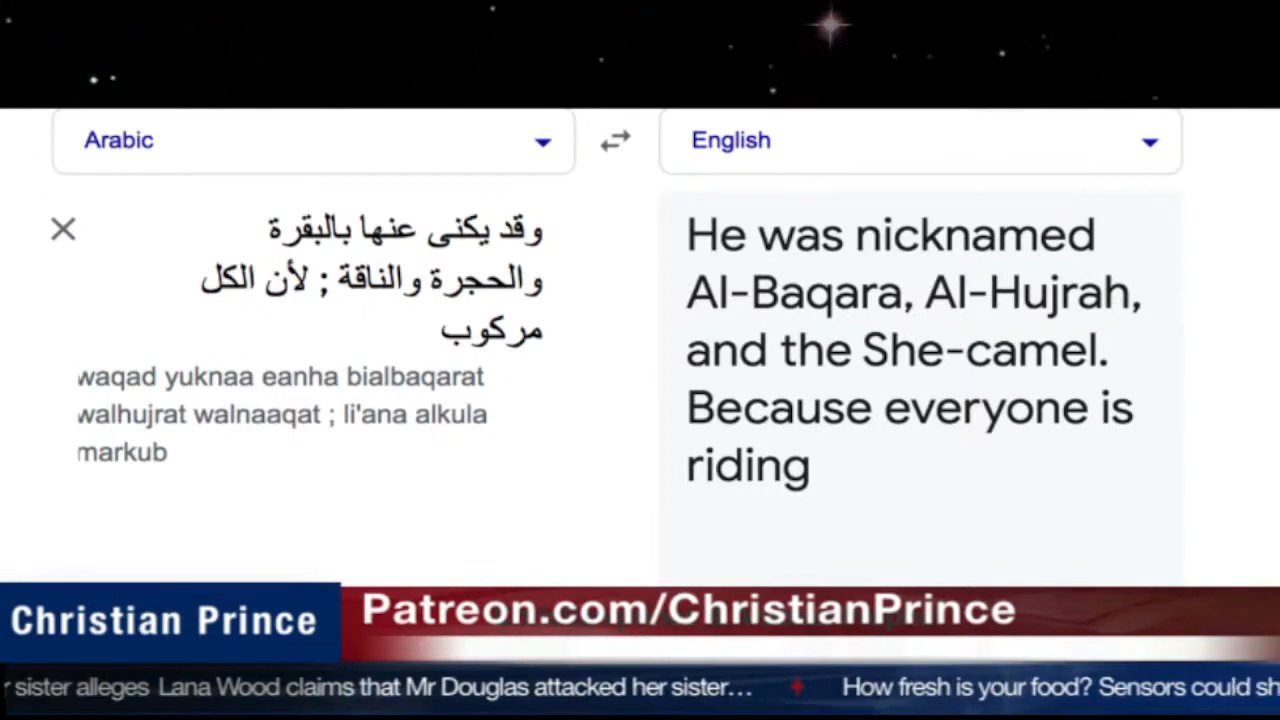 Arabic
English
وقد يكنى عنها بالبقرة
والحجرة والناقة ; لأن الكل
مركوب
waqad yuknaa eanha bialbaqarat
walhujrat walnaaqat ; li'ana alkula
markub
He was nicknamed
Al-Baqara, Al-Hujrah,
and the She-camel.
Because everyone is
riding
Christian Prince
Patreon.com/ChristianPrince
sister alleges Lana Wood claims that Mr Douglas attacked her sister… How fresh is your food? Sensors could